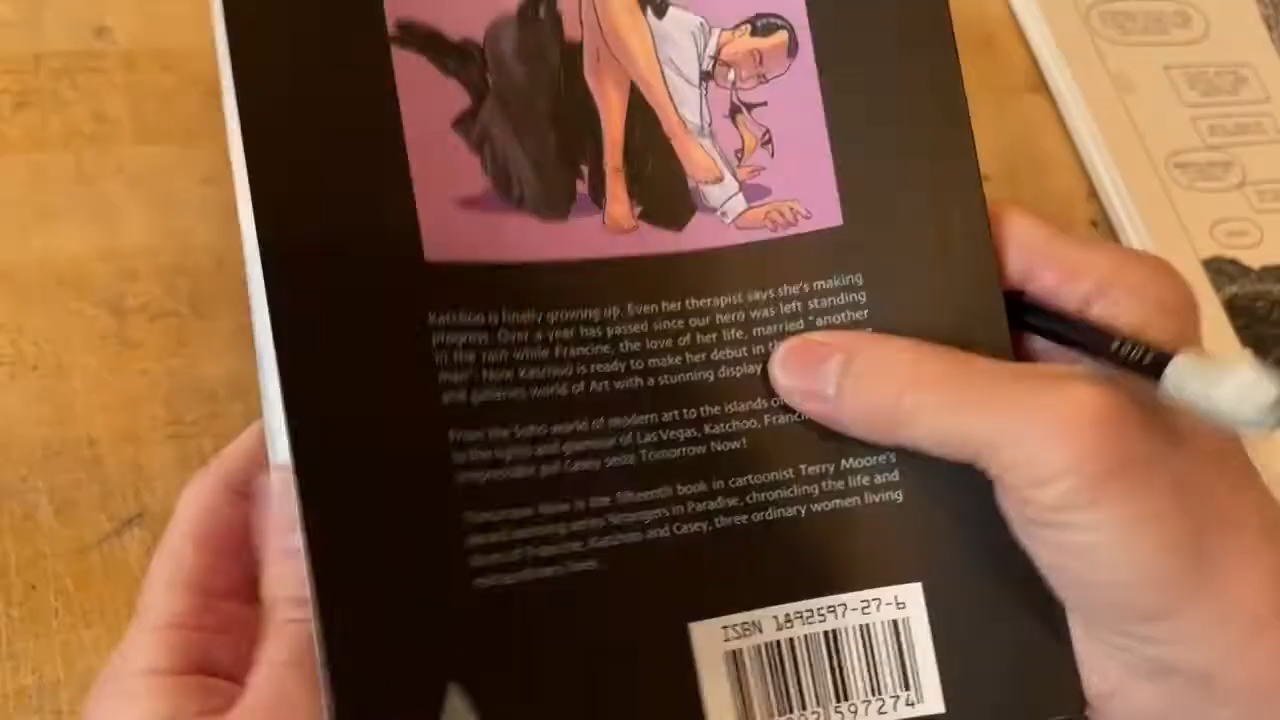 Katchoo is finally growing up. Even her therapist says she's making
progress. Over a year has passed since our hero was left standing
in the rain while Francine, the love of her life, married "another
man". Now Katchoo is ready to make her debut in
and galleries world of Art with a stunning display
From the Soho world of modern art to the islands of
to the lights and glamour of Las Vegas, Katchoo,
and Casey seize Tomorrow Now!
Tomorrow Now is the fifteenth book in cartoonist Terry Moore's
award winning series Strangers in Paradise, chronicling the life and
times of Francine, Katchoo and Casey, three ordinary women living
extraordinary lives.
ISBN 1892597-27-6
597274